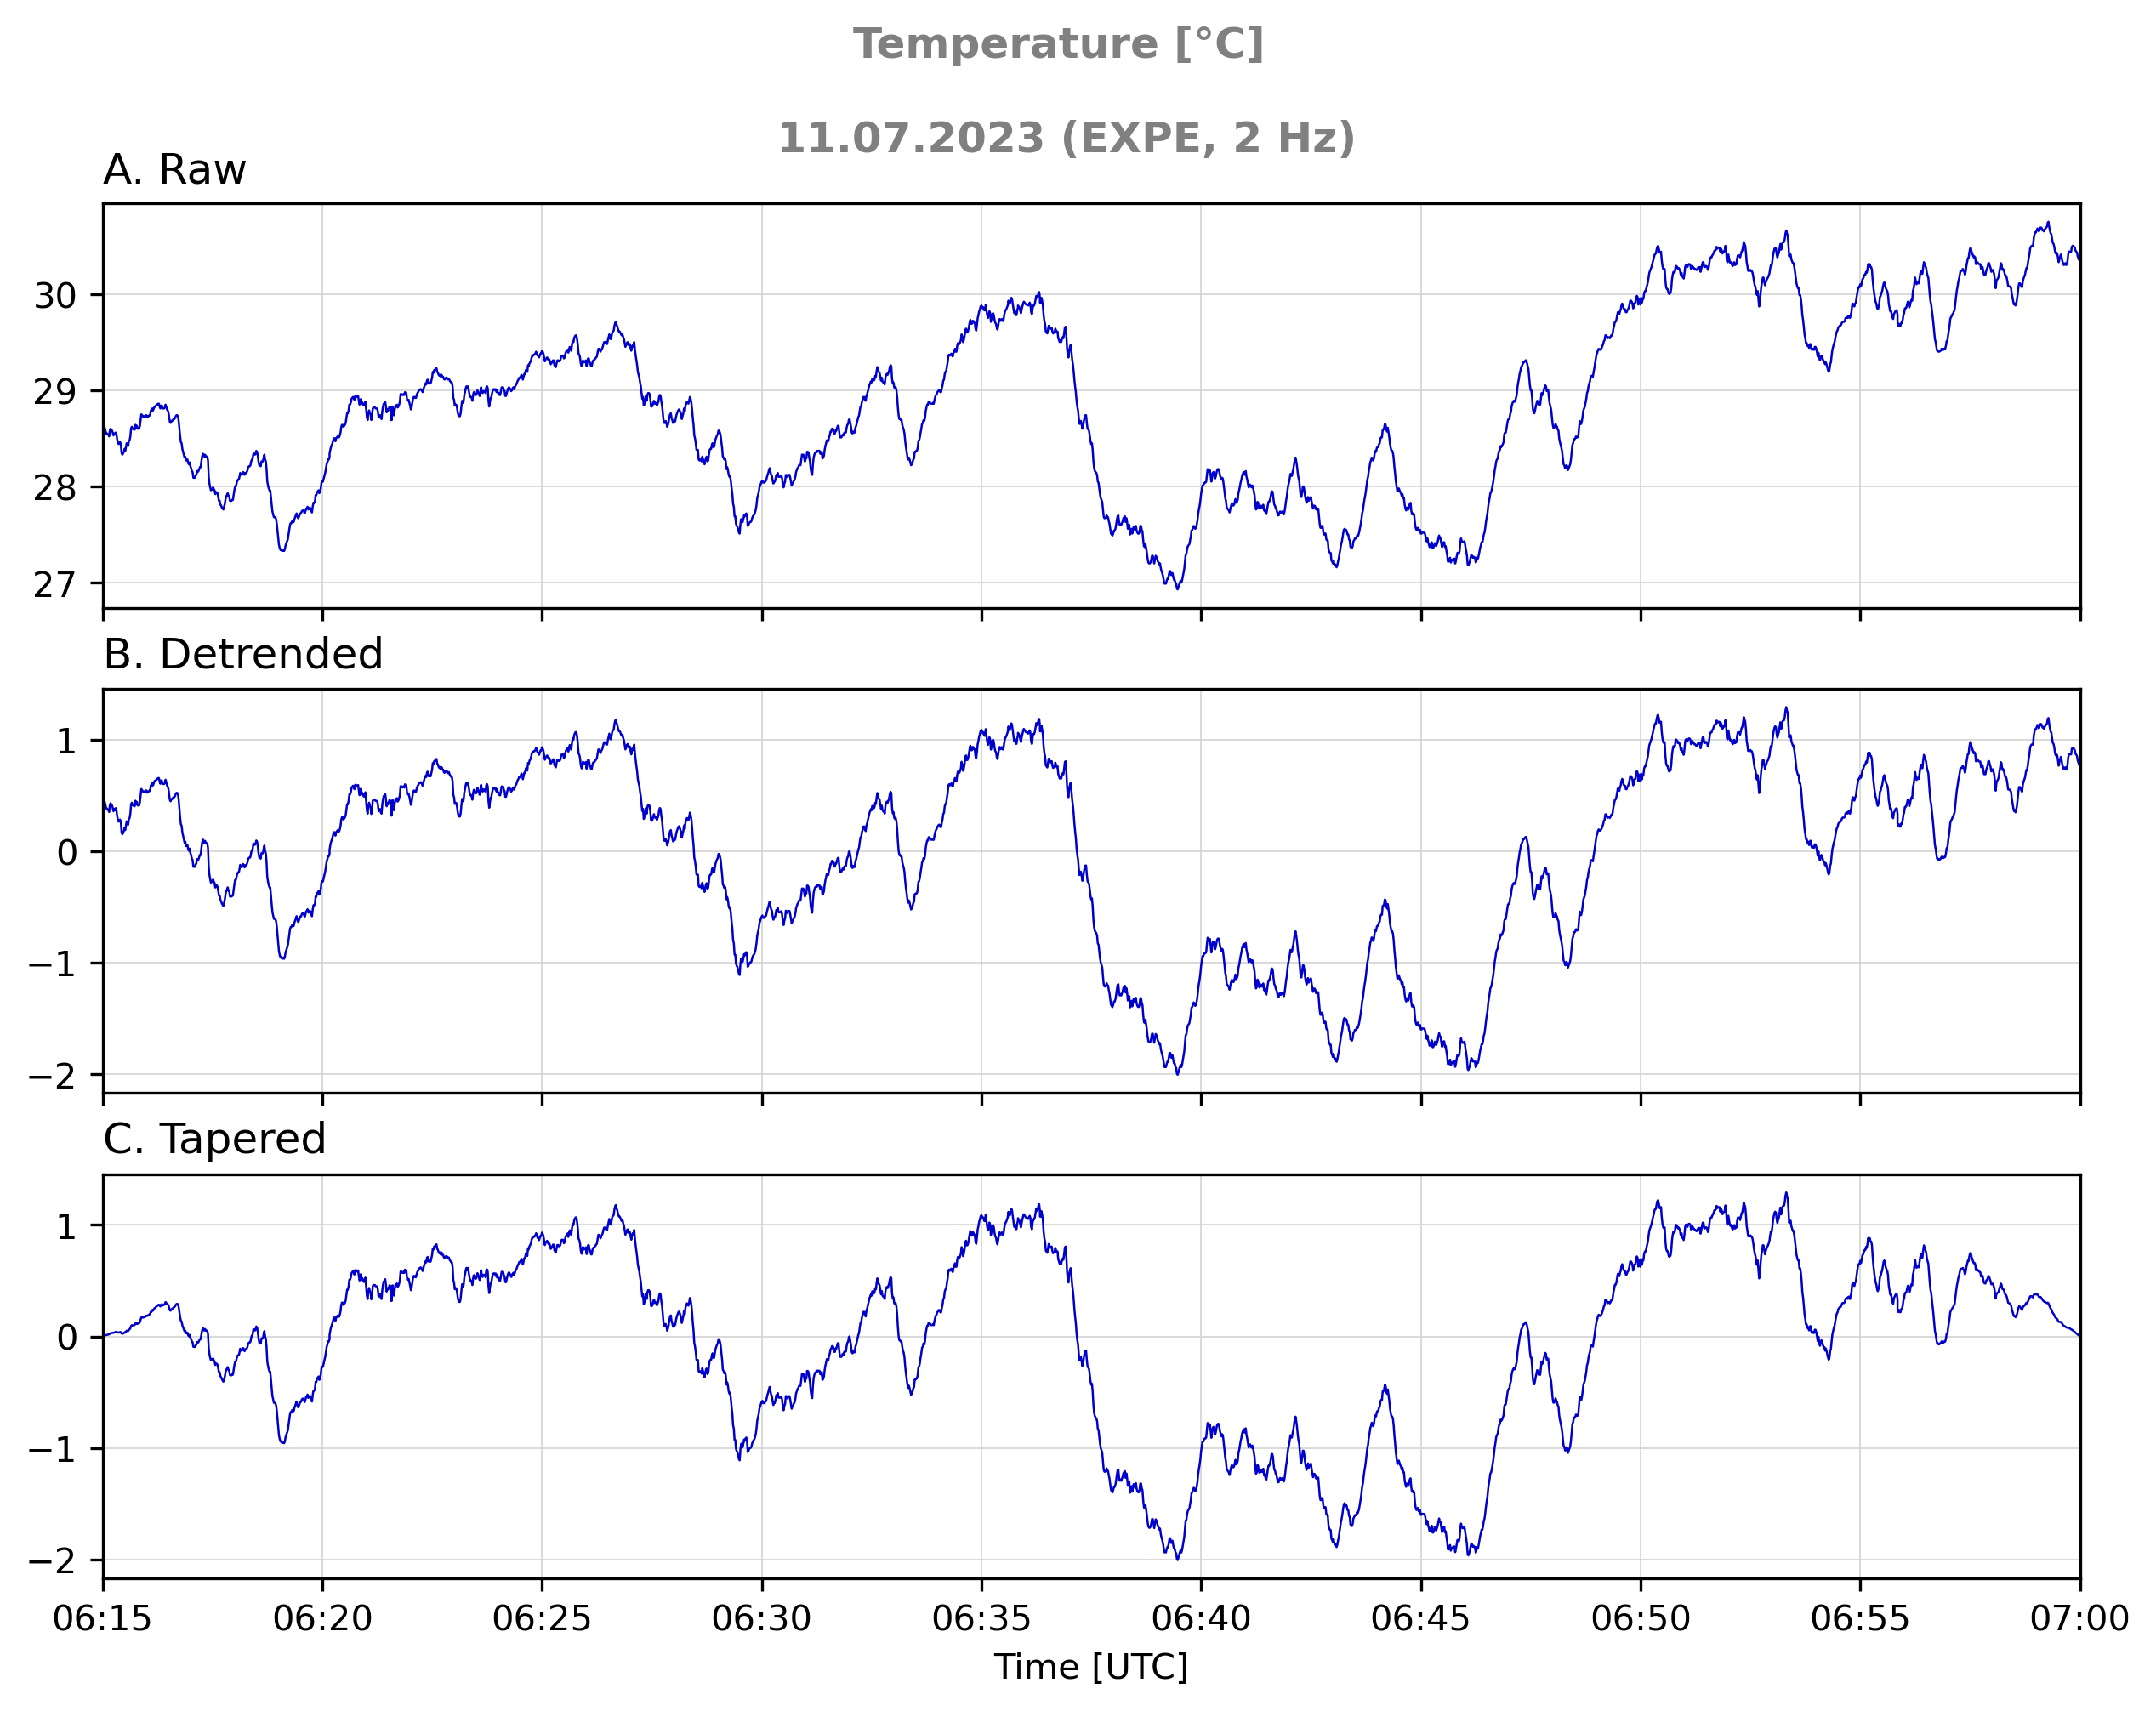 Temperature [°C]
11.07.2023 (EXPE, 2 Hz)
A. Raw
30
29
28
27
B. Detrended
1
0
−1
−2
C. Tapered
1
0
−1
−2
06:15 06:20 06:25 06:30 06:35 06:40 06:45 06:50 06:55 07:00
Time [UTC]